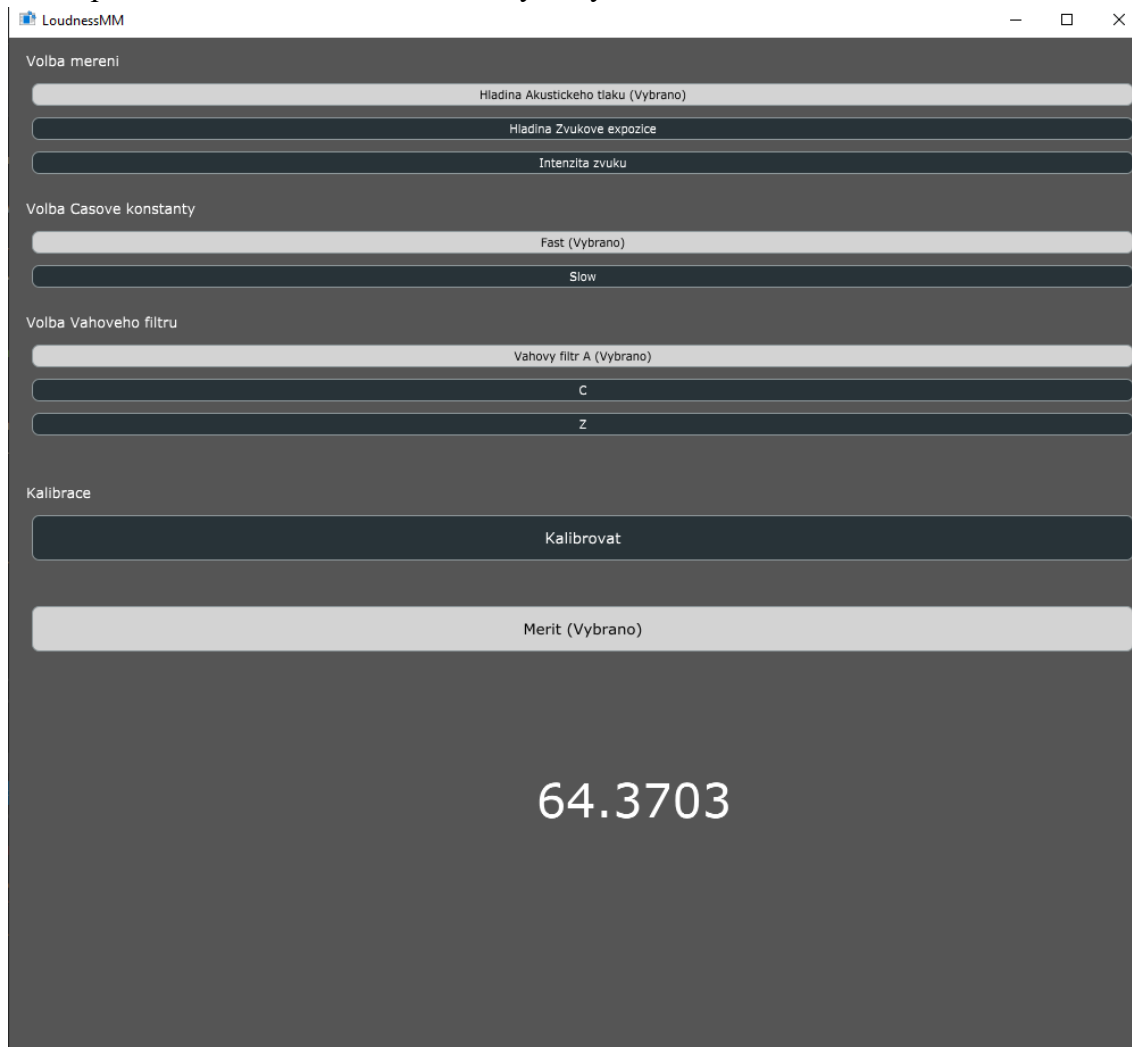 LoudnessMM
Volba mereni
Hladina Akustickeho tlaku (Vybrano)
Hladina Zvukove expozice
Intenzita zvuku
Volba Casove konstanty
Fast (Vybrano)
Slow
Volba Vahoveho filtru
Vahovy filtr A (Vybrano)
C
Z
Kalibrace
Kalibrovat
Merit (Vybrano)
64.3703